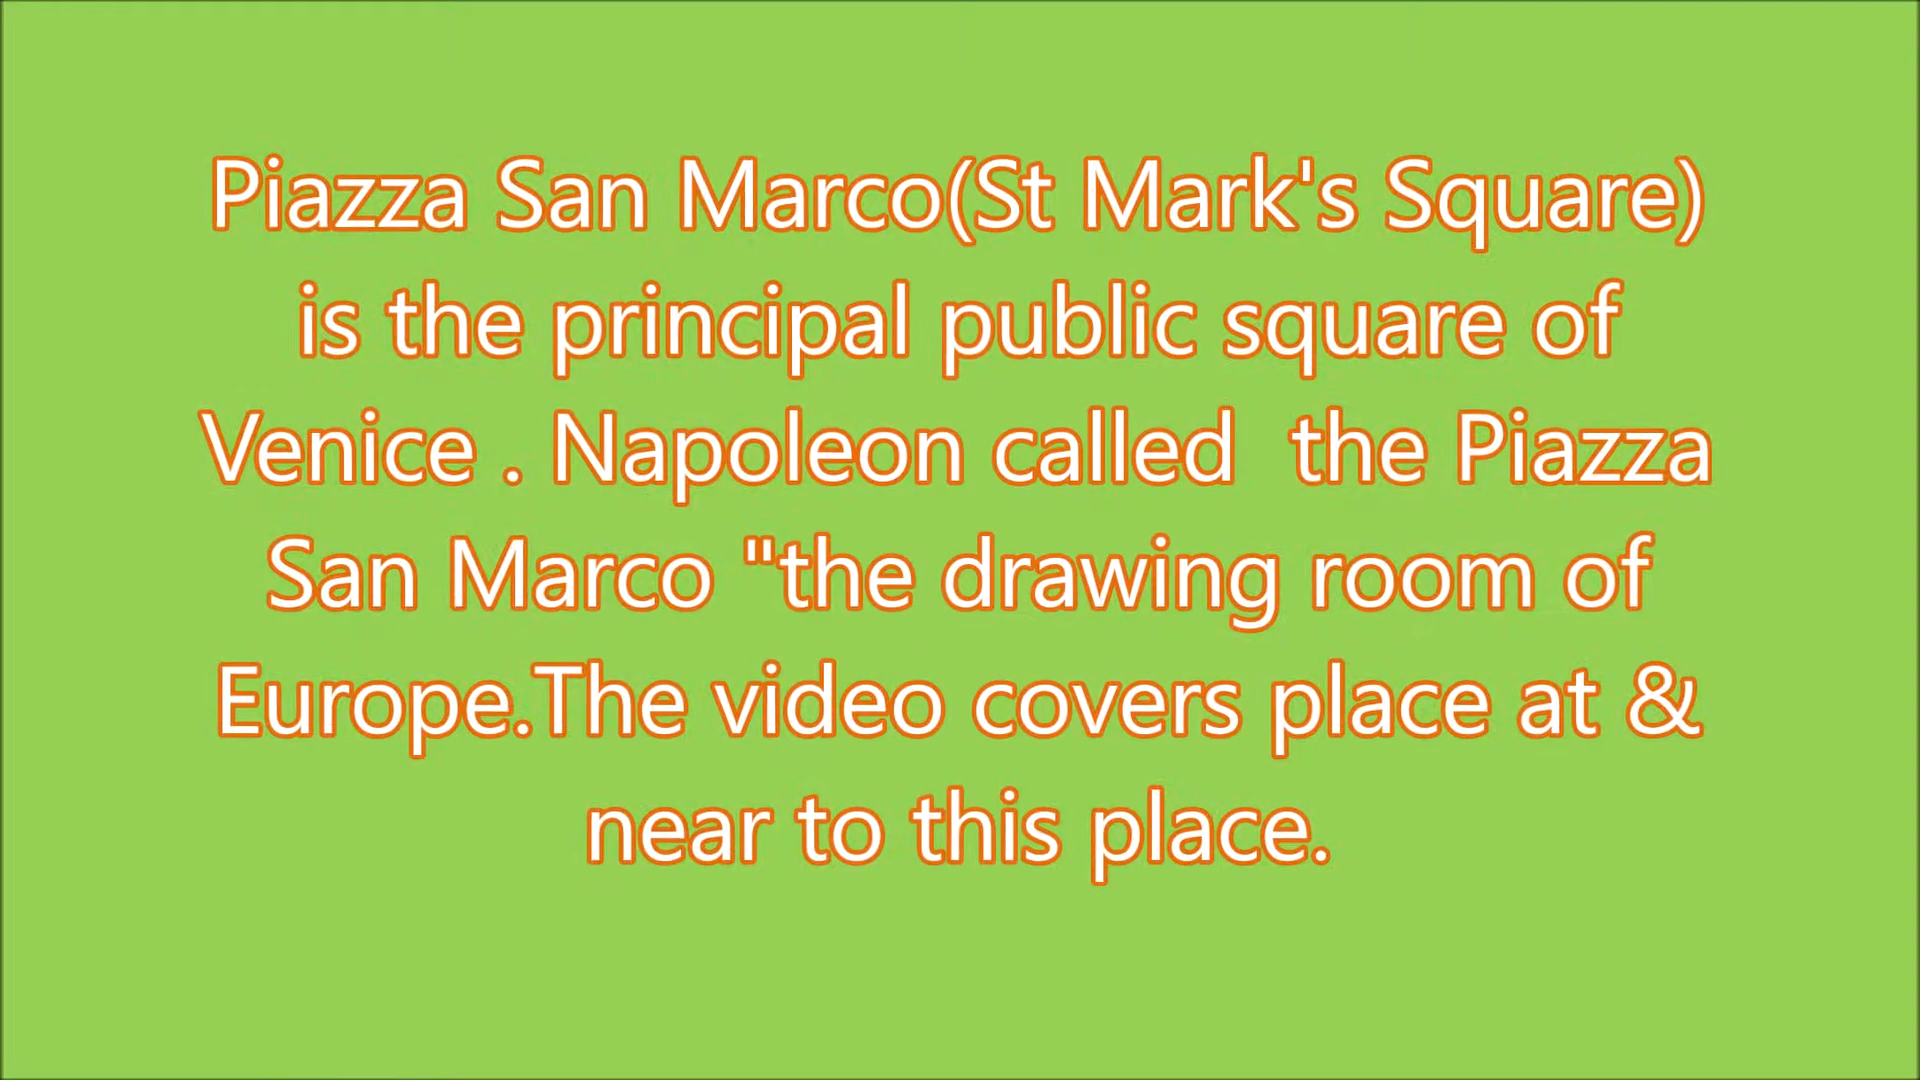 Piazza San Marco(St Mark's Square)
is the principal public square of
Venice . Napoleon called  the Piazza
San Marco "the drawing room of
Europe.The video covers place at &
near to this place.